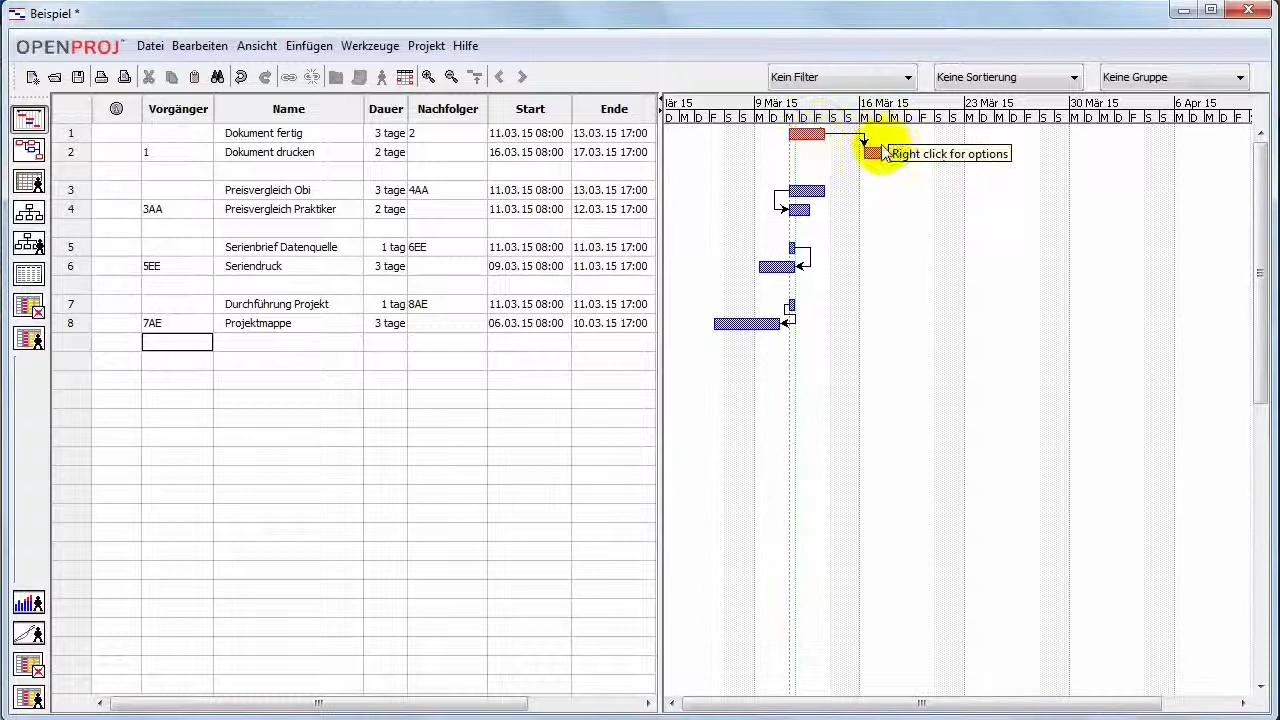 Beispiel *
OPENPROJ™ Datei Bearbeiten Ansicht Einfügen Werkzeuge Projekt Hilfe
Kein Filter Keine Sortierung Keine Gruppe
Vorgänger Name Dauer Nachfolger Start Ende
lär 15 9 Mär 15 16 Mär 15 23 Mär 15 30 Mär 15 6 Apr 15
D M D F S S M D M D F S S M D M D F S S M D M D F S S M D M D F S S M D M D F S
1 Dokument fertig 3 tage 2 11.03.15 08:00 13.03.15 17:00
2 1 Dokument drucken 2 tage 16.03.15 08:00 17.03.15 17:00
Right click for options
3 Preisvergleich Obi 3 tage 4AA 11.03.15 08:00 13.03.15 17:00
4 3AA Preisvergleich Praktiker 2 tage 11.03.15 08:00 12.03.15 17:00
5 Serienbrief Datenquelle 1 tag 6EE 11.03.15 08:00 11.03.15 17:00
6 5EE Seriendruck 3 tage 09.03.15 08:00 11.03.15 17:00
7 Durchführung Projekt 1 tag 8AE 11.03.15 08:00 11.03.15 17:00
8 7AE Projektmappe 3 tage 06.03.15 08:00 10.03.15 17:00